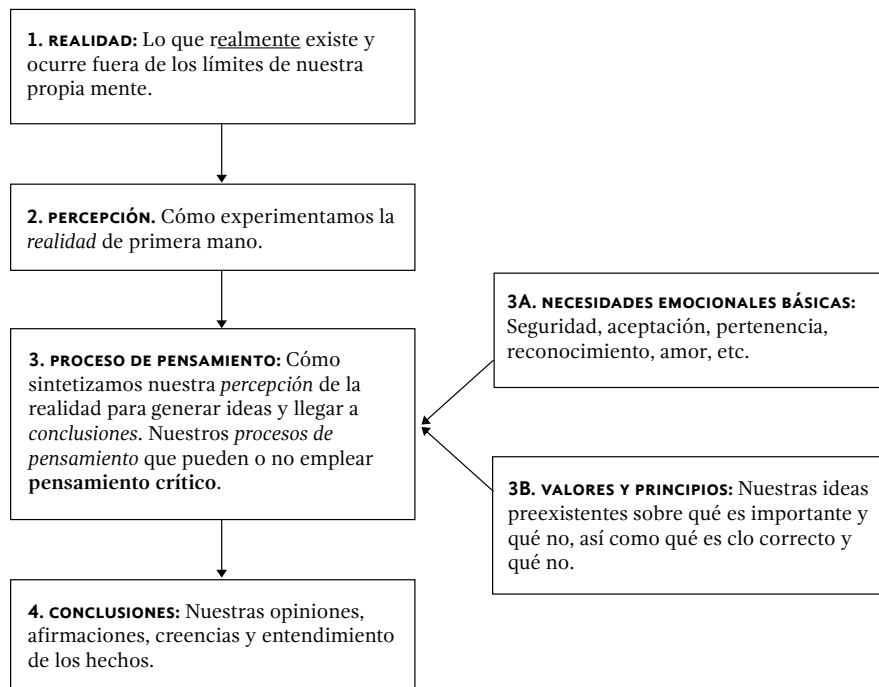 1. REALIDAD: Lo que realmente existe y
ocurre fuera de los límites de nuestra
propia mente.
2. PERCEPCIÓN. Cómo experimentamos la
realidad de primera mano.
3. PROCESO DE PENSAMIENTO: Cómo
sintetizamos nuestra percepción de la
realidad para generar ideas y llegar a
conclusiones. Nuestros procesos de
pensamiento que pueden o no emplear
pensamiento crítico.
3A. NECESIDADES EMOCIONALES BÁSICAS:
Seguridad, aceptación, pertenencia,
reconocimiento, amor, etc.
3B. VALORES Y PRINCIPIOS: Nuestras ideas
preexistentes sobre qué es importante y
qué no, así como qué es clo correcto y
qué no.
4. CONCLUSIONES: Nuestras opiniones,
afirmaciones, creencias y entendimiento
de los hechos.